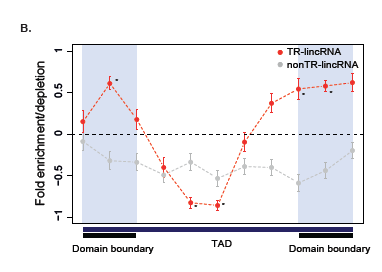 B.
TR-lincRNA
nonTR-lincRNA
Fold enrichment/depletion
1
0.5
0
−0.5
−1
TAD
Domain boundary
Domain boundary